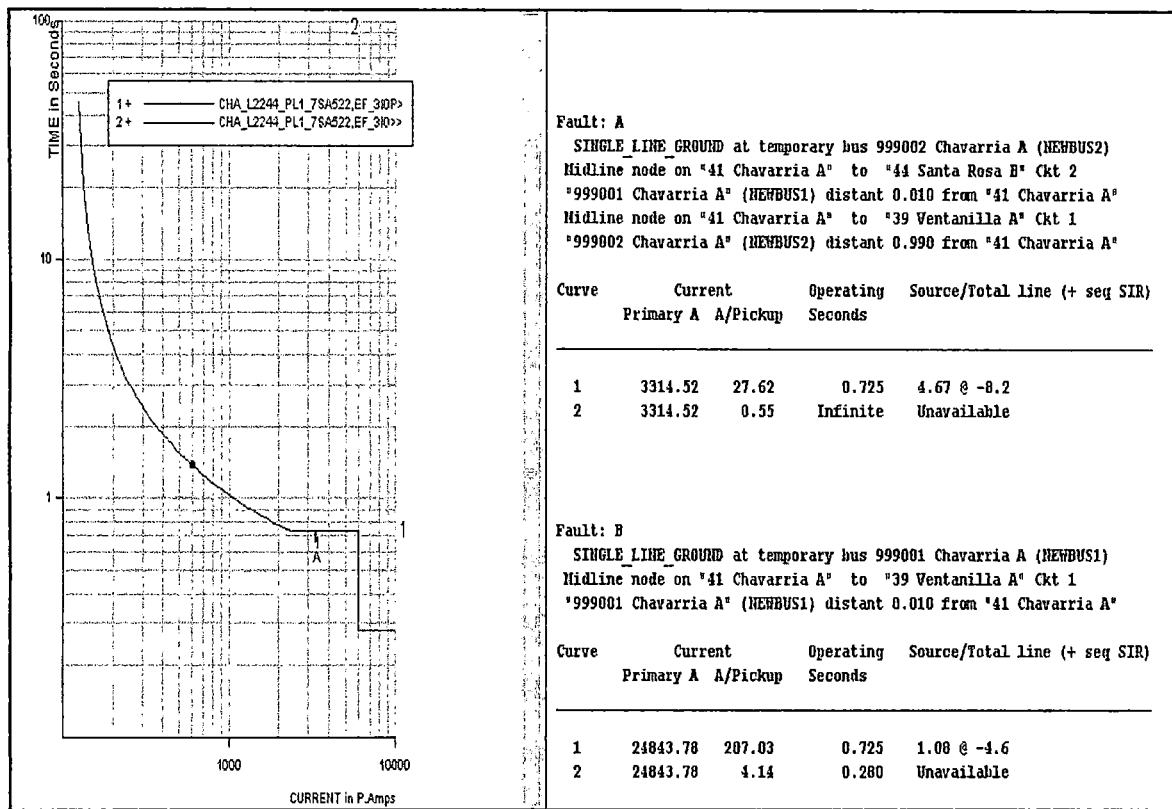 100
2
TIME in Seconds
1+ CHA_L2244_PL1_7SA522,EF_3I0P>
2+ CHA_L2244_PL1_7SA522,EF_3I0>>
10
1
1
A
1000 10000
CURRENT in P.Amps
Fault: A
SINGLE_LINE_GROUND at temporary bus 999002 Chavarria A (NEWBUS2)
Midline node on "41 Chavarria A" to "44 Santa Rosa B" Ckt 2
"999001 Chavarria A" (NEWBUS1) distant 0.010 from "41 Chavarria A"
Midline node on "41 Chavarria A" to "39 Ventanilla A" Ckt 1
"999002 Chavarria A" (NEWBUS2) distant 0.990 from "41 Chavarria A"
Curve Current Operating Source/Total line (+ seq SIR)
Primary A A/Pickup Seconds
1 3314.52 27.62 0.725 4.67 @ -8.2
2 3314.52 0.55 Infinite Unavailable
Fault: B
SINGLE_LINE_GROUND at temporary bus 999001 Chavarria A (NEWBUS1)
Midline node on "41 Chavarria A" to "39 Ventanilla A" Ckt 1
"999001 Chavarria A" (NEWBUS1) distant 0.010 from "41 Chavarria A"
Curve Current Operating Source/Total line (+ seq SIR)
Primary A A/Pickup Seconds
1 24843.78 207.03 0.725 1.08 @ -4.6
2 24843.78 4.14 0.280 Unavailable